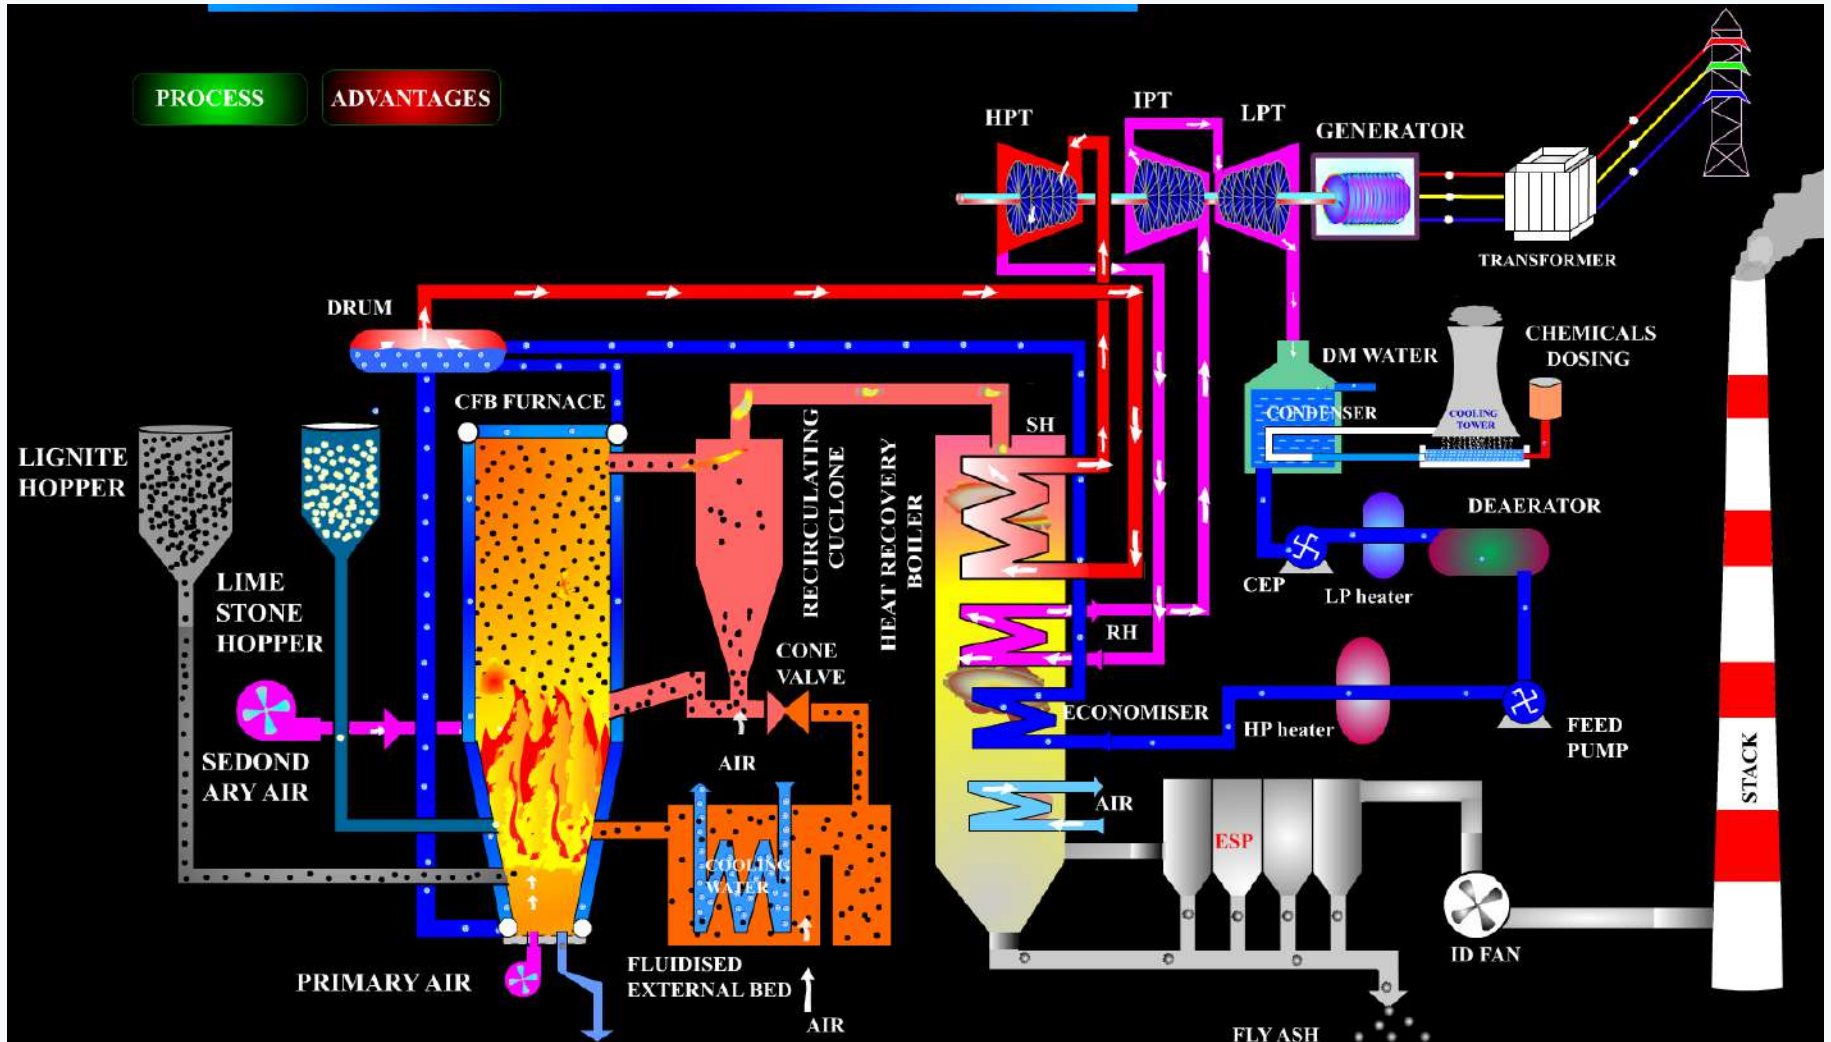 PROCESS
ADVANTAGES
HPT
IPT
LPT
GENERATOR
TRANSFORMER
DRUM
DM WATER
CHEMICALS
DOSING
CFB FURNACE
CONDENSER
COOLING
TOWER
SH
LIGNITE
HOPPER
RECIRCULATING
CUCLONE
HEAT RECOVERY
BOILER
DEAERATOR
CEP
LP heater
LIME
STONE
HOPPER
RH
CONE
VALVE
ECONOMISER
HP heater
FEED
PUMP
SEDOND
ARY AIR
AIR
STACK
AIR
ESP
COOLING
WATER
ID FAN
PRIMARY AIR
FLUIDISED
EXTERNAL BED
AIR
FLY ASH